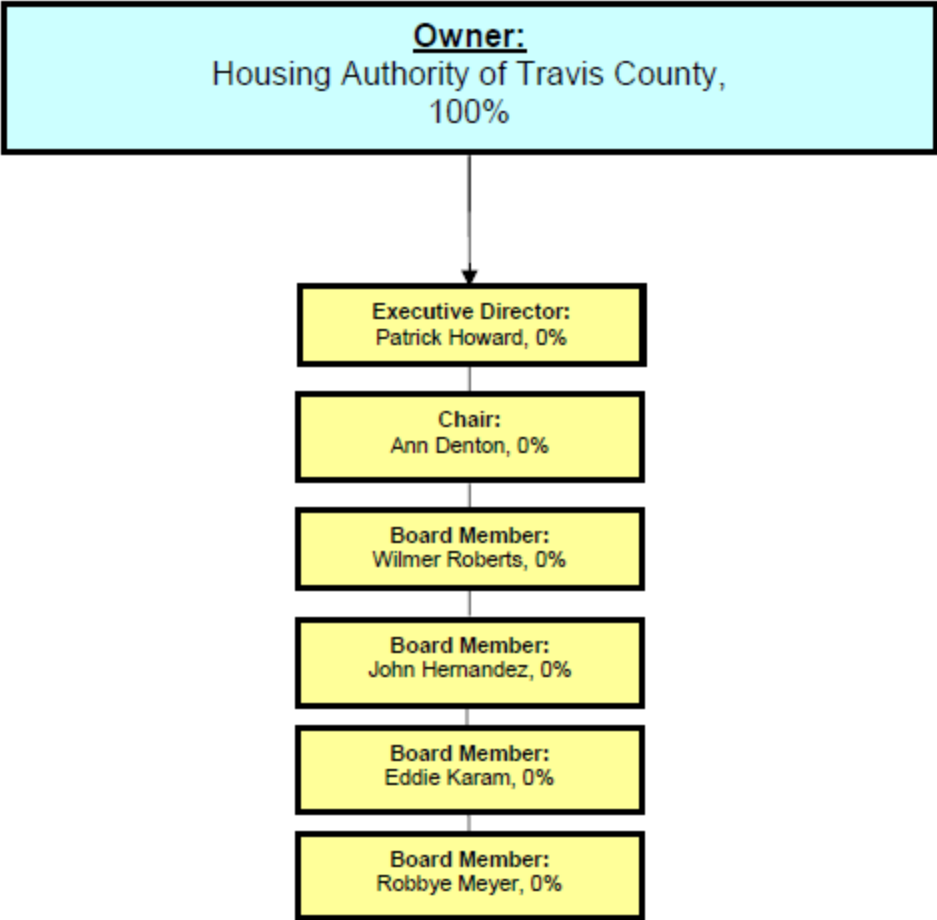 Owner:
Housing Authority of Travis County,
100%
Executive Director:
Patrick Howard, 0%
Chair:
Ann Denton, 0%
Board Member:
Wilmer Roberts, 0%
Board Member:
John Hernandez, 0%
Board Member:
Eddie Karam, 0%
Board Member:
Robbye Meyer, 0%